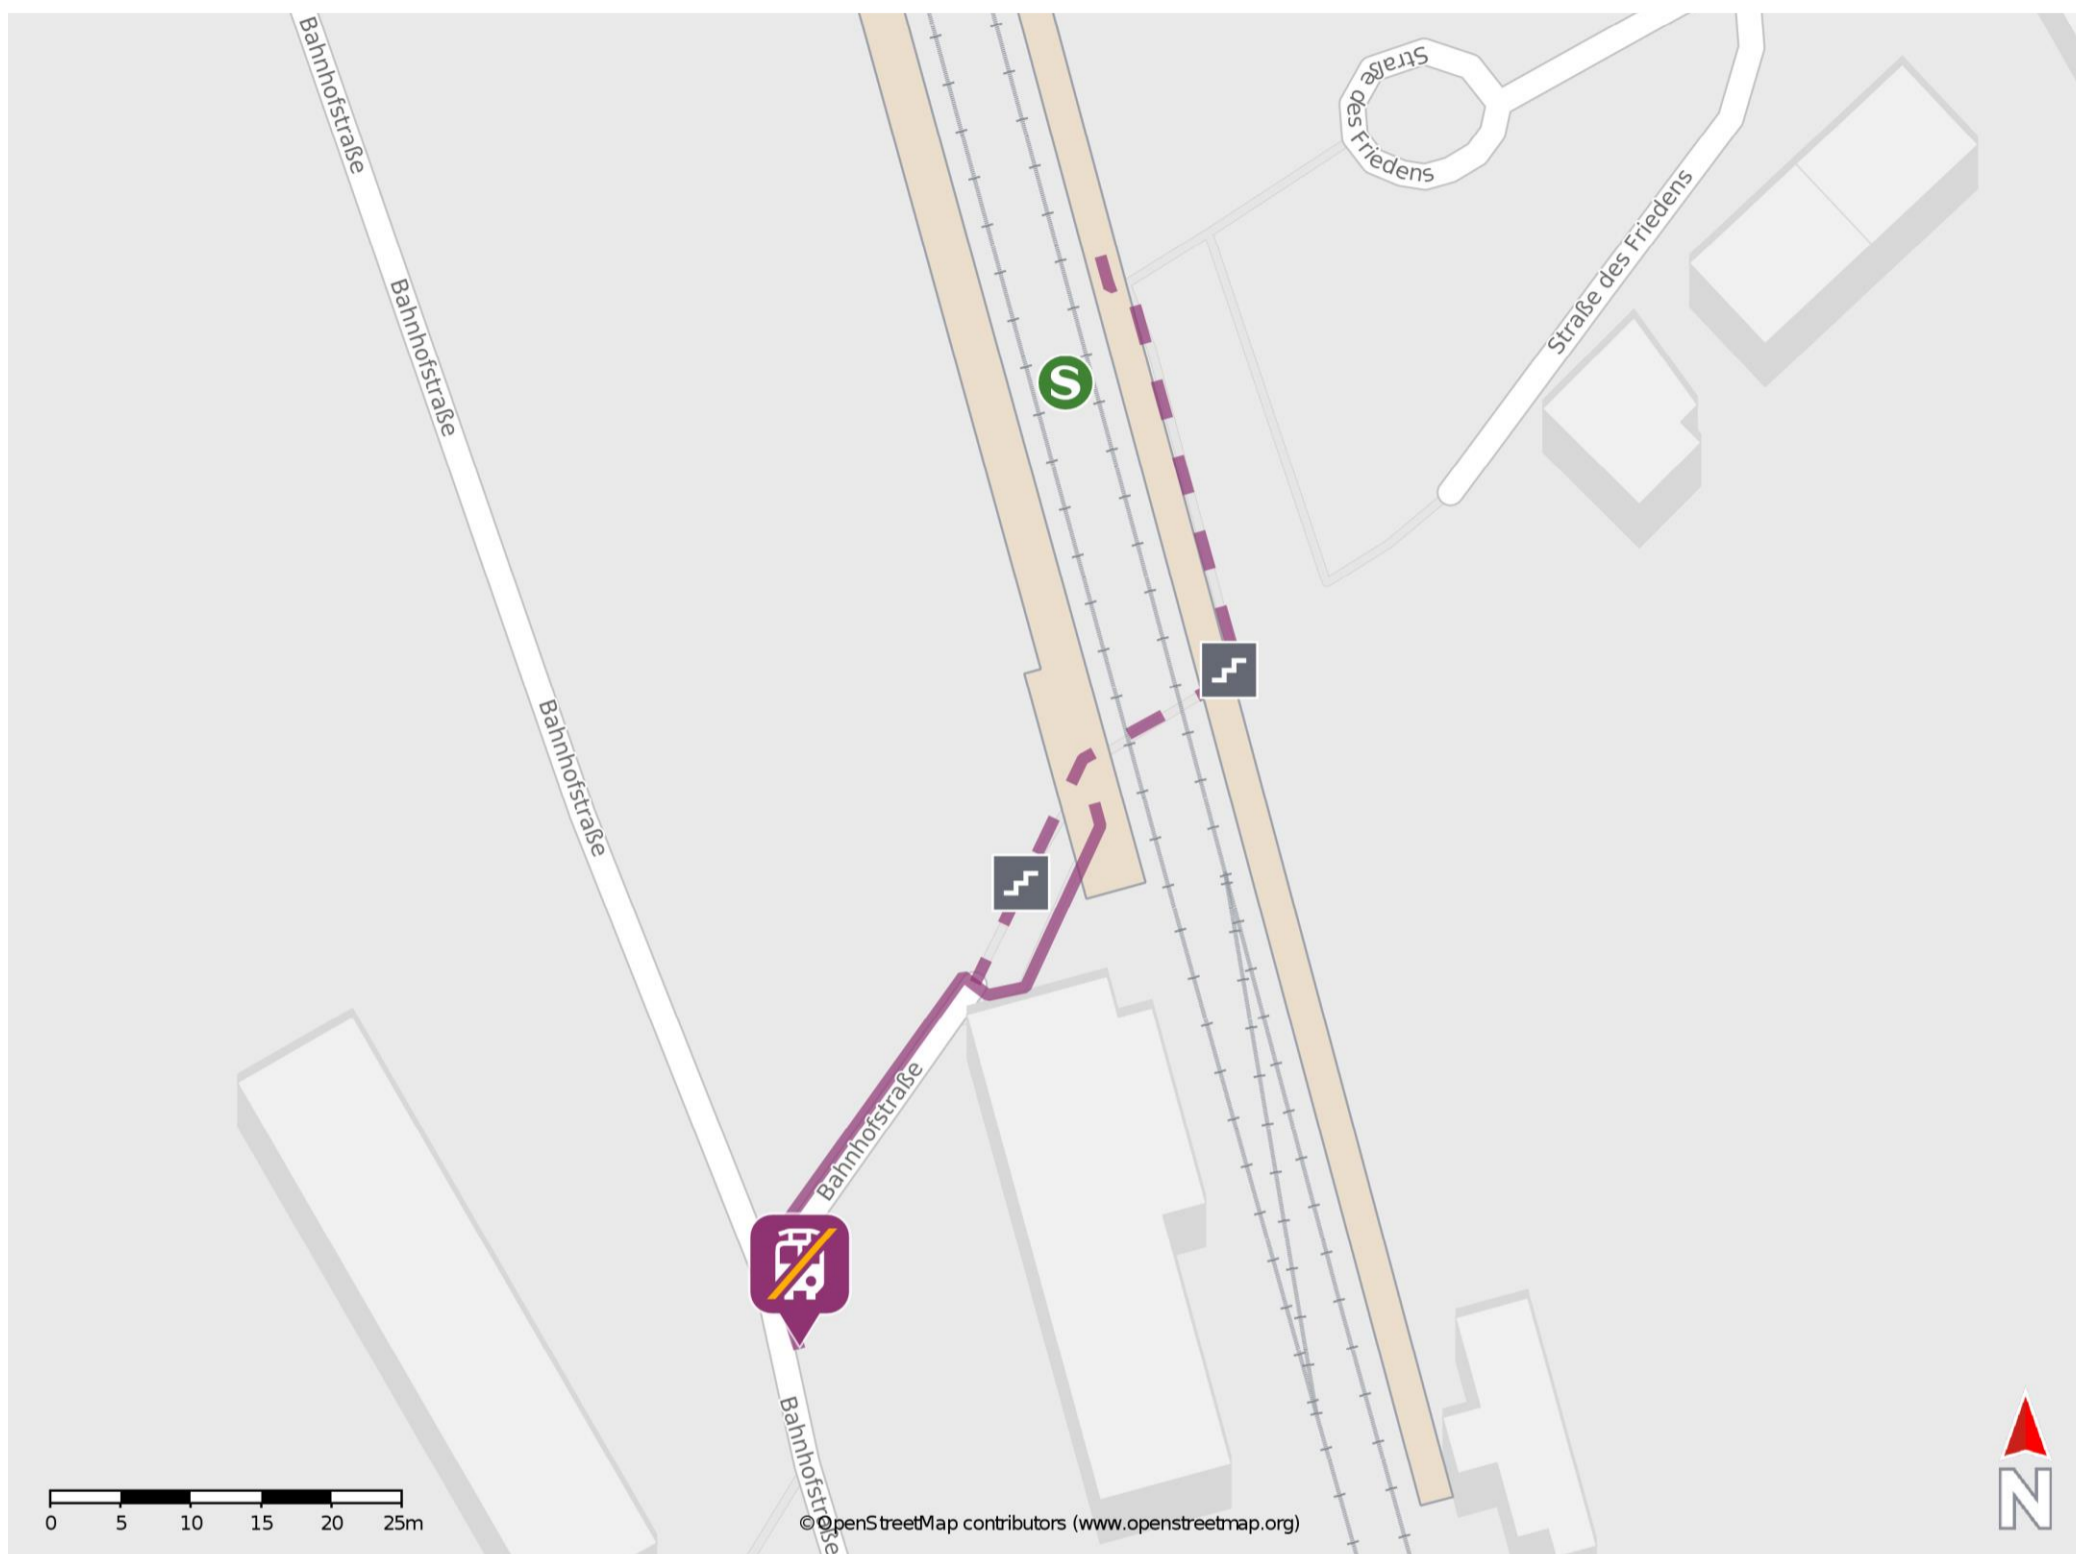 Bahnhofstraße
Straße des Friedens
Straße des Friedens
Bahnhofstraße
S
Bahnhofstraße
Bahnhofstraße
Bahnhofstraße
N
0 5 10 15 20 25m
© OpenStreetMap contributors (www.openstreetmap.org)